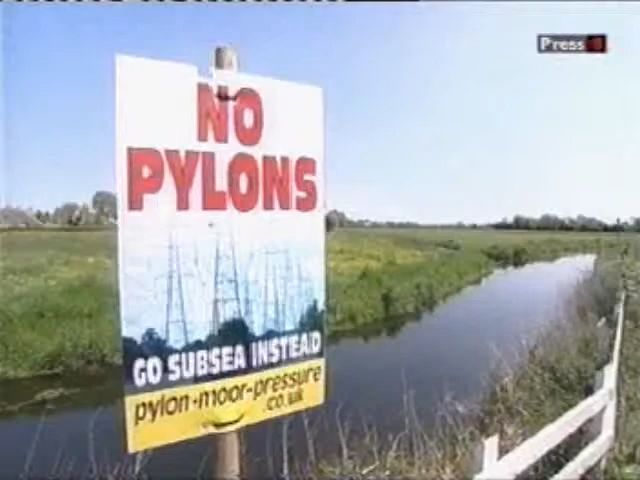 Press
NO
PYLONS
GO SUBSEA INSTEAD
pylon-moor-pressure
.co.uk